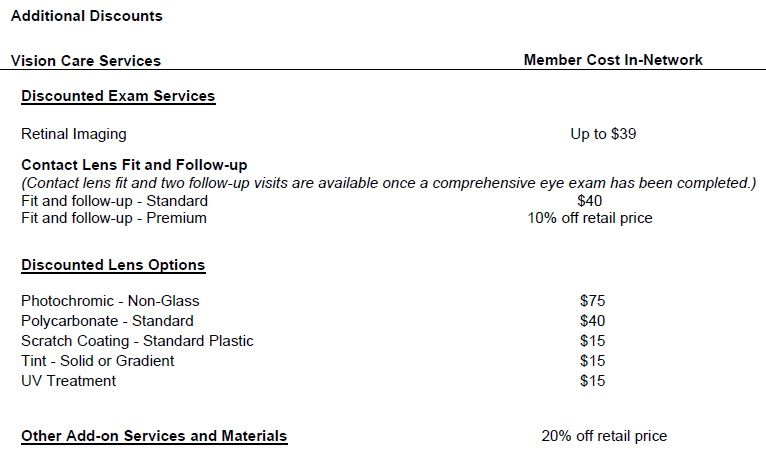 Additional Discounts
Vision Care Services Member Cost In-Network
Discounted Exam Services
Retinal Imaging Up to $39
Contact Lens Fit and Follow-up
(Contact lens fit and two follow-up visits are available once a comprehensive eye exam has been completed.)
Fit and follow-up - Standard $40
Fit and follow-up - Premium 10% off retail price
Discounted Lens Options
Photochromic - Non-Glass $75
Polycarbonate - Standard $40
Scratch Coating - Standard Plastic $15
Tint - Solid or Gradient $15
UV Treatment $15
Other Add-on Services and Materials 20% off retail price